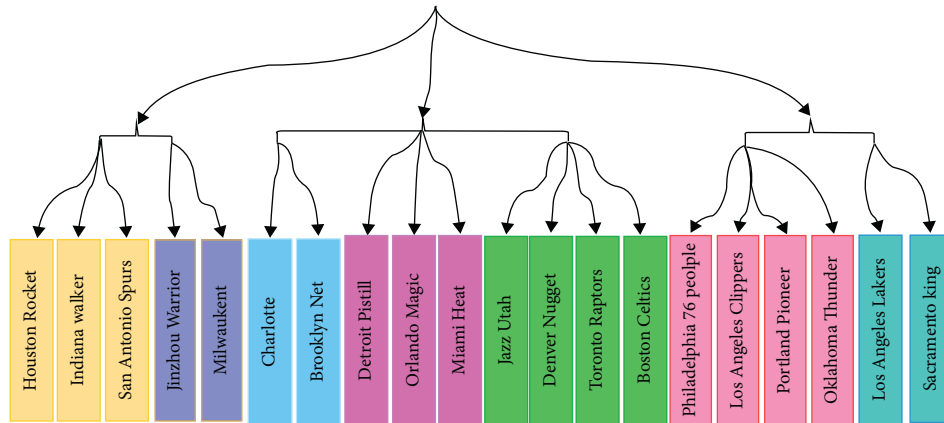 Houston Rocket
Indiana walker
San Antonio Spurs
Jinzhou Warrior
Milwaukent
Charlotte
Brooklyn Net
Detroit Pistill
Orlando Magic
Miami Heat
Jazz Utah
Denver Nugget
Toronto Raptors
Boston Celtics
Philadelphia 76 peolple
Los Angeles Clippers
Portland Pioneer
Oklahoma Thunder
Los Angeles Lakers
Sacramento king